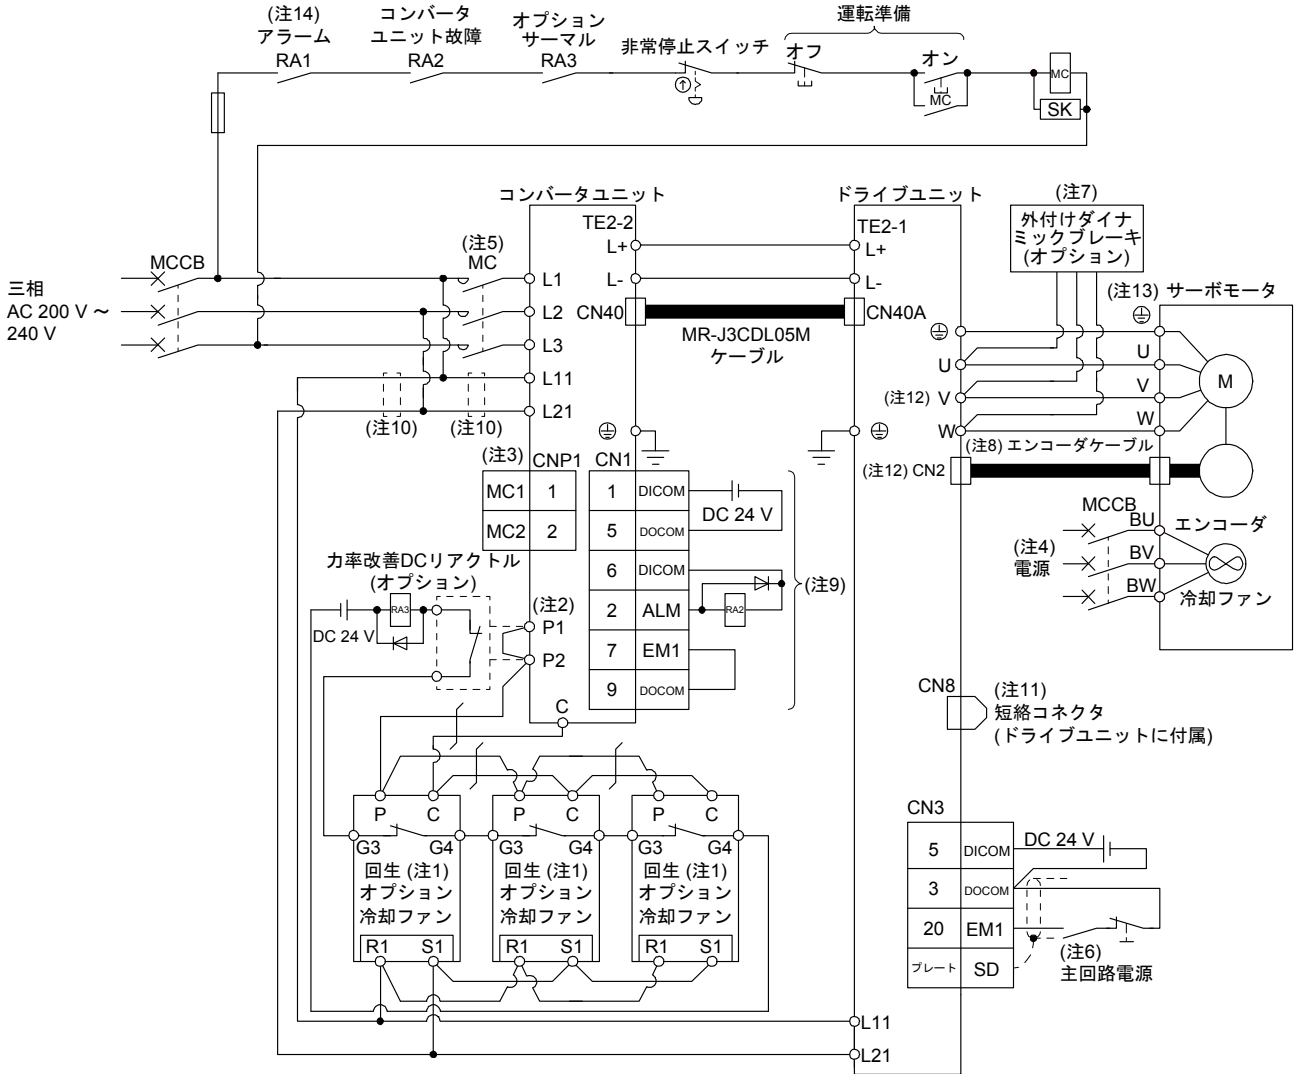 (注14)
アラーム
RA1
コンバータ
ユニット故障
RA2
オプション
サーマル
RA3
非常停止スイッチ
運転準備
オフ
オン
MC
MC
SK
コンバータユニット
ドライブユニット
(注7)
外付けダイナ
ミックブレーキ
(オプション)
TE2-2
TE2-1
L+
L+
L-
L-
CN40
CN40A
MR-J3CDL05M
ケーブル
三相
AC 200 V ～
240 V
MCCB
(注5)
MC
L1
L2
L3
L11
L21
(注10)
(注10)
(注13)
サーボモータ
U
V
W
(注12)
U
V
W
M
(注8) エンコーダケーブル
(注12) CN2
エンコーダ
MCCB
(注4)
電源
BU
BV
BW
冷却ファン
(注3)
CNP1
MC1
1
MC2
2
CN1
1
DICOM
5
DOCOM
6
DICOM
2
ALM
7
EM1
9
DOCOM
DC 24 V
RA2
(注9)
力率改善DCリアクトル
(オプション)
RA3
DC 24 V
(注2)
P1
P2
C
CN8
(注11)
短絡コネクタ
(ドライブユニットに付属)
P
C
P
C
P
C
G3
G4
G3
G4
G3
G4
回生 (注1)
オプション
冷却ファン
回生 (注1)
オプション
冷却ファン
回生 (注1)
オプション
冷却ファン
R1
S1
R1
S1
R1
S1
CN3
5
DICOM
3
DOCOM
20
EM1
プレート
SD
DC 24 V
(注6)
主回路電源
L11
L21